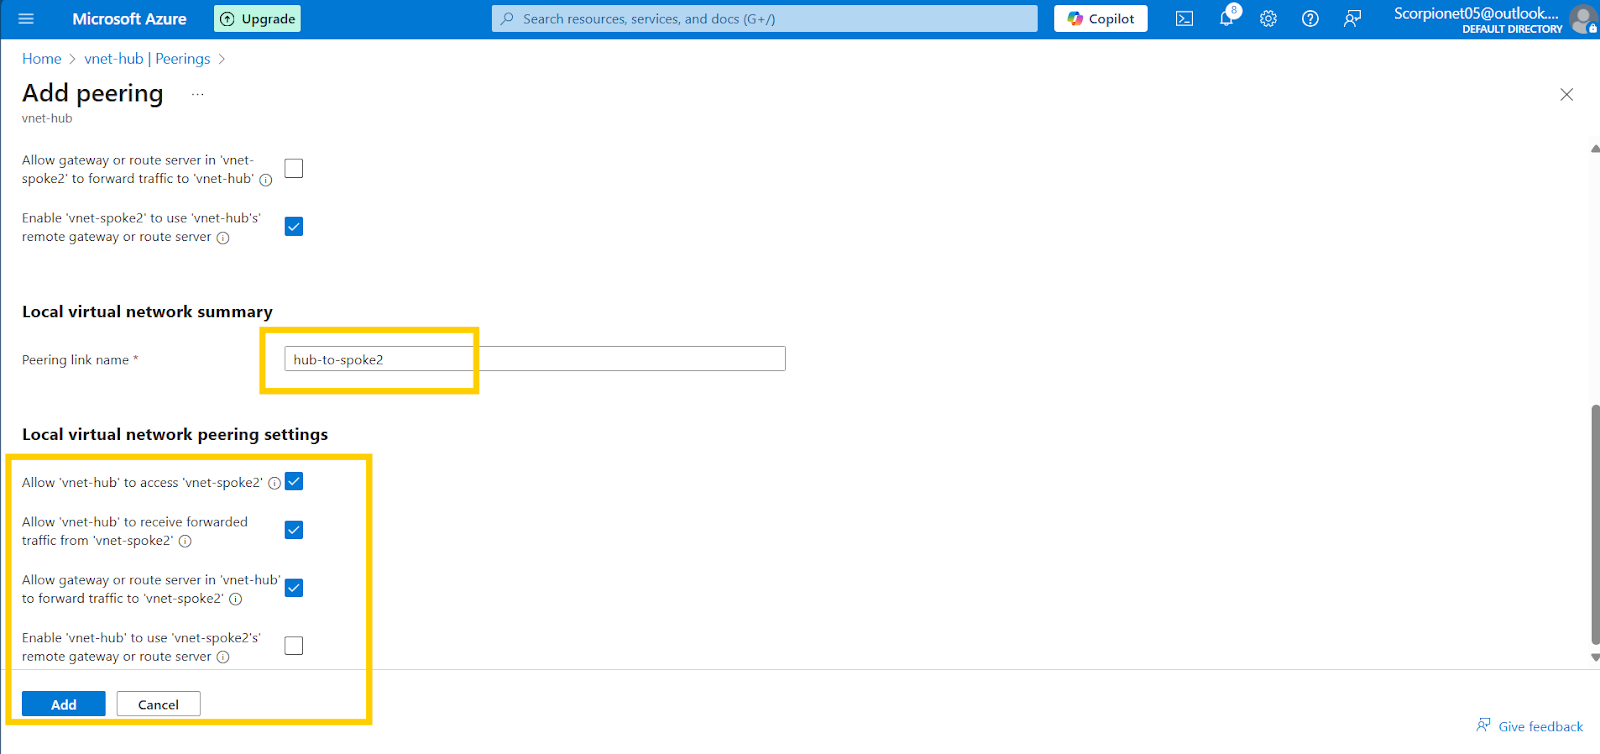 Microsoft Azure
Upgrade
Search resources, services, and docs (G+/)
Copilot
8
Scorpionet05@outlook....
DEFAULT DIRECTORY
Home > vnet-hub | Peerings >
Add peering ...
vnet-hub
Allow gateway or route server in 'vnet-
spoke2' to forward traffic to 'vnet-hub'
Enable 'vnet-spoke2' to use 'vnet-hub's'
remote gateway or route server
Local virtual network summary
Peering link name *
hub-to-spoke2
Local virtual network peering settings
Allow 'vnet-hub' to access 'vnet-spoke2'
Allow 'vnet-hub' to receive forwarded
traffic from 'vnet-spoke2'
Allow gateway or route server in 'vnet-hub'
to forward traffic to 'vnet-spoke2'
Enable 'vnet-hub' to use 'vnet-spoke2's'
remote gateway or route server
Add
Cancel
Give feedback